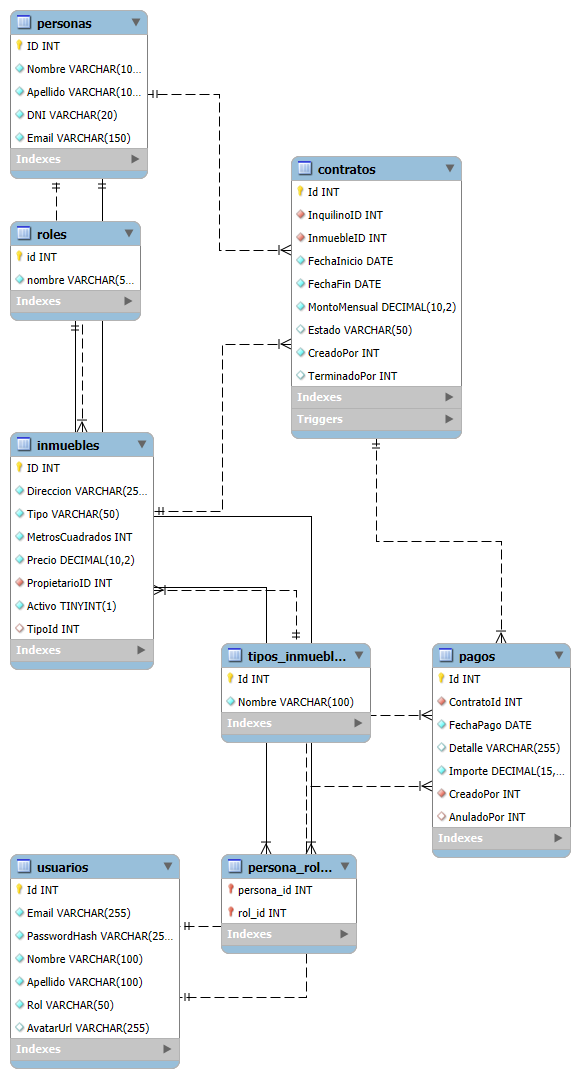 personas
ID INT
Nombre VARCHAR(10...
Apellido VARCHAR(10...
DNI VARCHAR(20)
Email VARCHAR(150)
Indexes
roles
id INT
nombre VARCHAR(5...
Indexes
contratos
Id INT
InquilinoID INT
InmuebleID INT
FechaInicio DATE
FechaFin DATE
MontoMensual DECIMAL(10,2)
Estado VARCHAR(50)
CreadoPor INT
TerminadoPor INT
Indexes
Triggers
inmuebles
ID INT
Direccion VARCHAR(25...
Tipo VARCHAR(50)
MetrosCuadrados INT
Precio DECIMAL(10,2)
PropietarioID INT
Activo TINYINT(1)
TipoId INT
Indexes
tipos_inmuebl...
Id INT
Nombre VARCHAR(100)
Indexes
pagos
Id INT
ContratoId INT
FechaPago DATE
Detalle VARCHAR(255)
Importe DECIMAL(15,...
CreadoPor INT
AnuladoPor INT
Indexes
usuarios
Id INT
Email VARCHAR(255)
PasswordHash VARCHAR(25...
Nombre VARCHAR(100)
Apellido VARCHAR(100)
Rol VARCHAR(50)
AvatarUrl VARCHAR(255)
Indexes
persona_rol...
persona_id INT
rol_id INT
Indexes